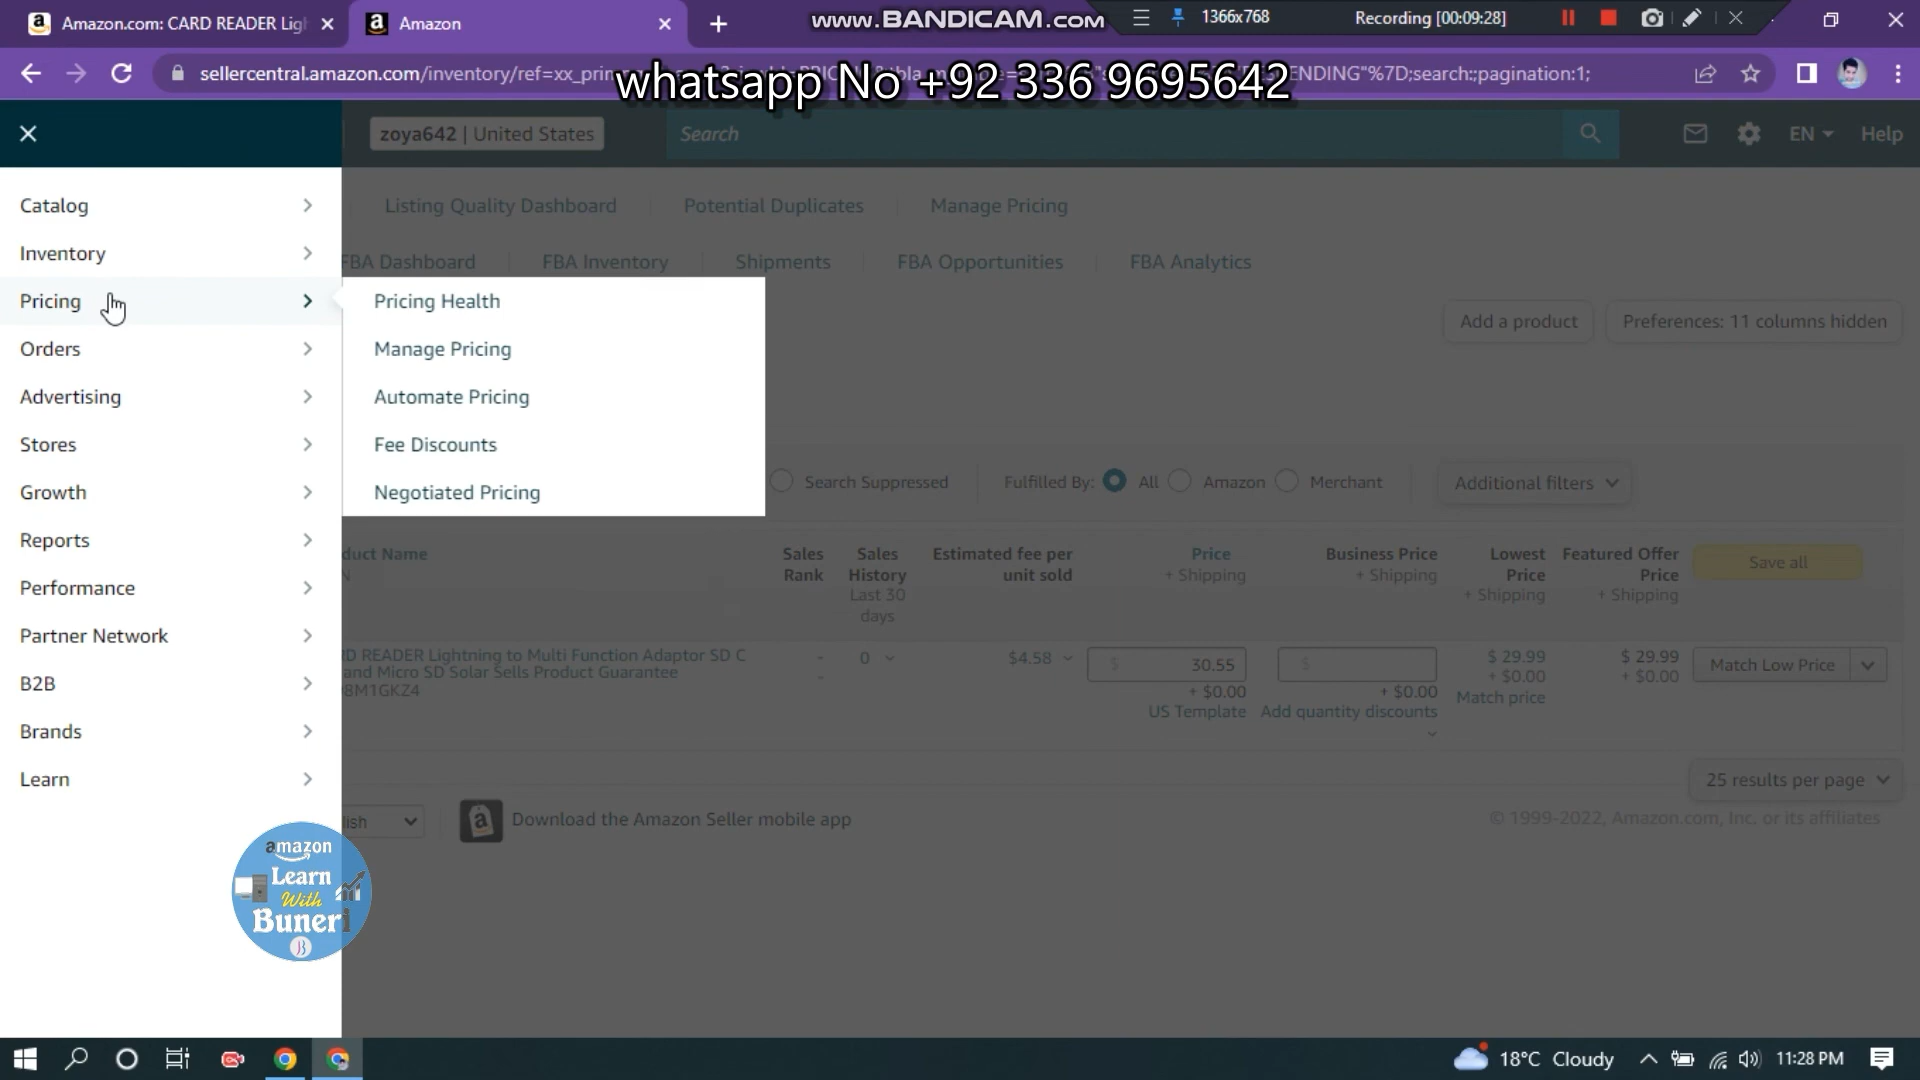 Amazon.com: CARD READER Ligh
Amazon
www.BANDICAM.com
1366x768
Recording [00:09:28]
sellercentral.amazon.com/inventory/ref=xx_prin
ENDING"%7D;search:;pagination:1;
whatsapp No +92 336 9695642
zoya642 | United States
Search
EN
Help
Catalog
Inventory
Pricing
Orders
Advertising
Stores
Growth
Reports
Performance
Partner Network
B2B
Brands
Learn
Pricing Health
Manage Pricing
Automate Pricing
Fee Discounts
Negotiated Pricing
Listing Quality Dashboard
Potential Duplicates
Manage Pricing
FBA Dashboard
FBA Inventory
Shipments
FBA Opportunities
FBA Analytics
Add a product
Preferences: 11 columns hidden
Search Suppressed
Fulfilled By:
All
Amazon
Merchant
Additional filters
duct Name
N
Sales Rank
Sales History
Last 30 days
Estimated fee per unit sold
Price
+ Shipping
Business Price
+ Shipping
Lowest Price
+ Shipping
Featured Offer Price
+ Shipping
Save all
RD READER Lightning to Multi Function Adaptor SD C
and Micro SD Solar Sells Product Guarantee
8M1GKZ4
-
-
0
$4.58
$ 30.55
+ $0.00
US Template
$
+ $0.00
Add quantity discounts
$ 29.99
+ $0.00
Match price
$ 29.99
+ $0.00
Match Low Price
25 results per page
lish
Download the Amazon Seller mobile app
© 1999-2022, Amazon.com, Inc. or its affiliates
amazon
Learn
With
Buneri
18°C Cloudy
11:28 PM